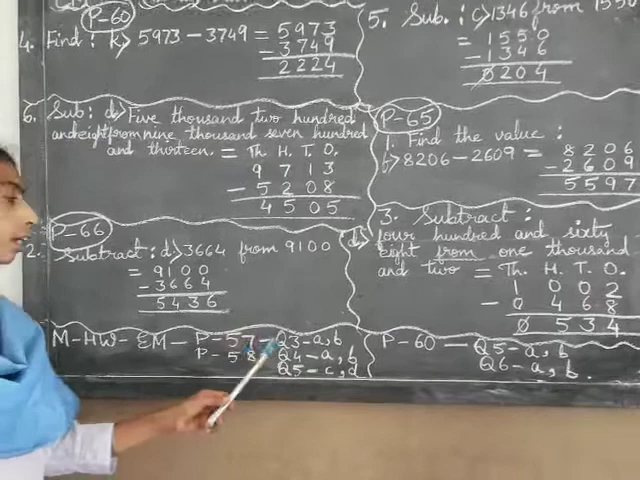 P-60
4. Find: k> 5973 - 3749 = 5973
- 3749
2224
6. Sub: d> Five thousand two hundred
and eight from nine thousand seven hundred
and thirteen. = Th. H. T. O.
9 7 1 3
- 5 2 0 8
4 5 0 5
P-66
2. Subtract: d> 3664 from 9100
= 9100
- 3664
5436
M-HW-EM- P-57- Q3-a, b
P-58 Q4-a, b
Q5-c, d
5. Sub.: c> 1346 from 1550
= 1550
- 1346
0204
P-65
1. Find the value:
f> 8206 - 2609 = 8206
- 2609
5597
3. Subtract:
d> four hundred and sixty
eight from one thousand
and two = Th. H. T. O.
1 0 0 2
- 0 4 6 8
0 5 3 4
P-60 - Q5-a, b
Q6-a, b.